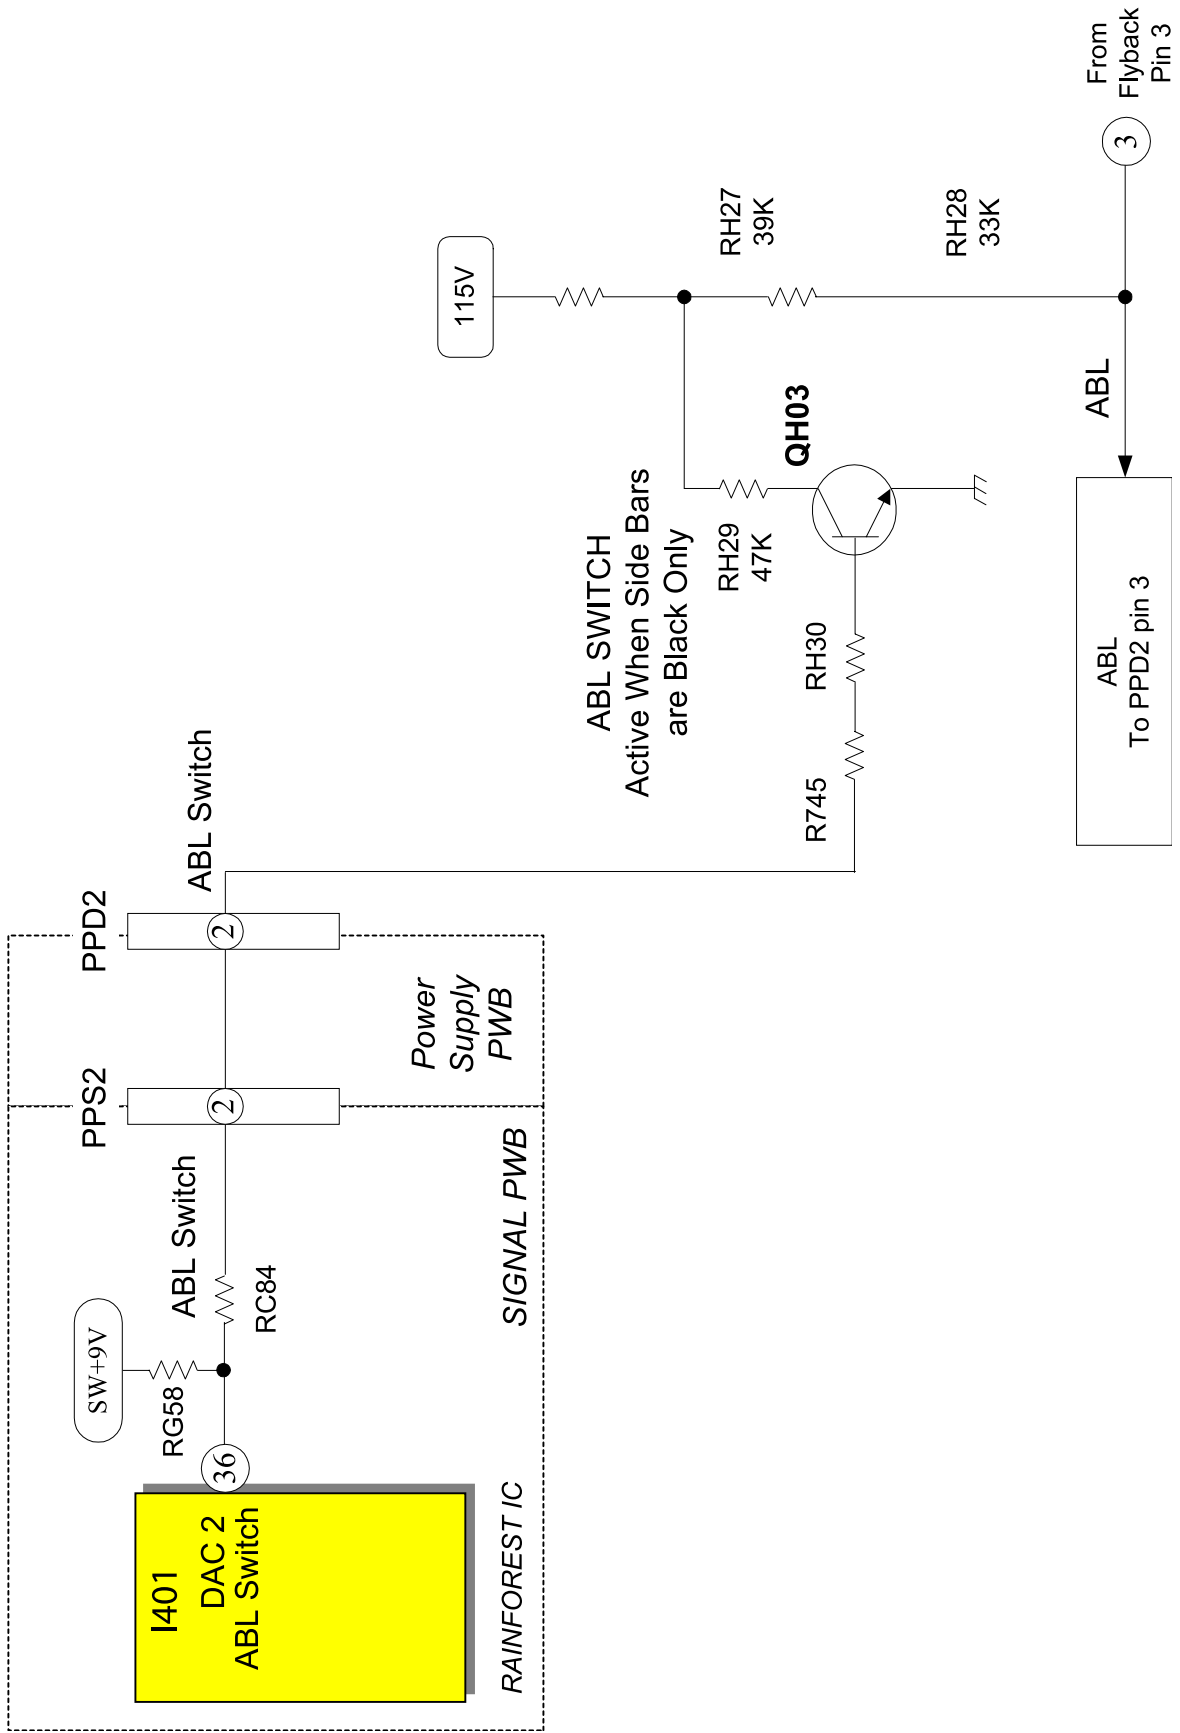 I401
DAC 2
ABL Switch
36
RAINFOREST IC
SW+9V
RG58
RC84
ABL Switch
SIGNAL PWB
PPS2
2
Power
Supply
PWB
PPD2
2
ABL Switch
R745
RH30
ABL SWITCH
Active When Side Bars
are Black Only
RH29
47K
QH03
115V
RH27
39K
RH28
33K
ABL
ABL
To PPD2 pin 3
3
From
Flyback
Pin 3